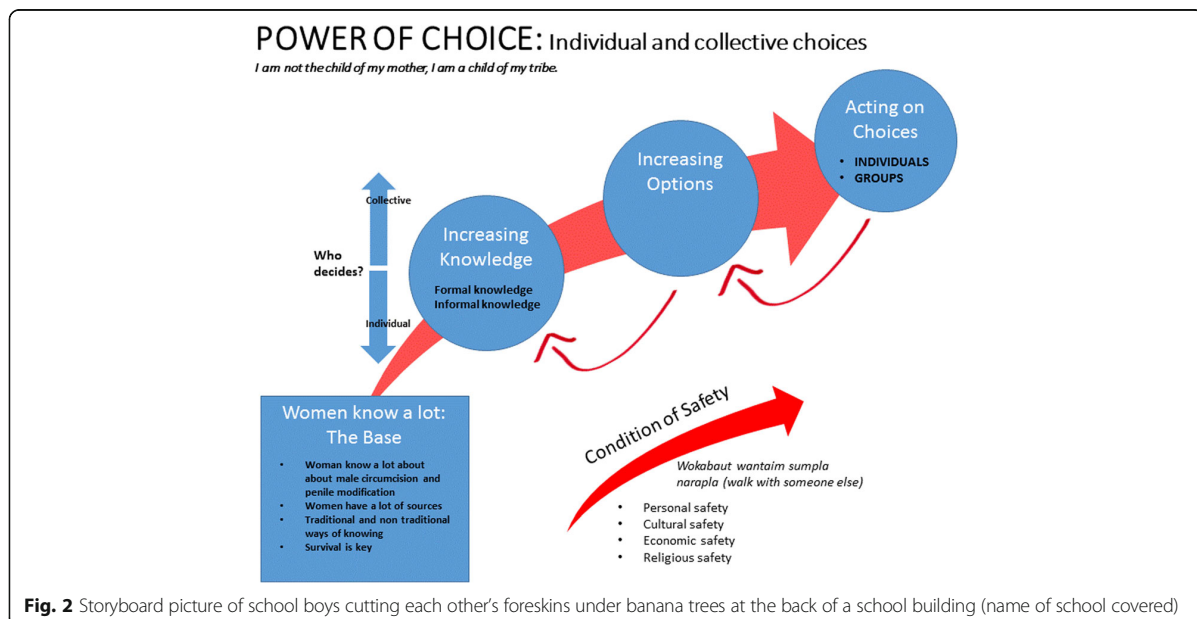 POWER OF CHOICE: Individual and collective choices
I am not the child of my mother, I am a child of my tribe.
Acting on
Choices
• INDIVIDUALS
• GROUPS
Increasing
Options
Collective
Who
decides?
Individual
Increasing
Knowledge
Formal knowledge
Informal knowledge
Women know a lot:
The Base
• Woman know a lot about
about male circumcision and
penile modification
• Women have a lot of sources
• Traditional and non traditional
ways of knowing
• Survival is key
Condition of Safety
Wokabaut wantaim sumpla
narapla (walk with someone else)
• Personal safety
• Cultural safety
• Economic safety
• Religious safety
Fig. 2 Storyboard picture of school boys cutting each other's foreskins under banana trees at the back of a school building (name of school covered)